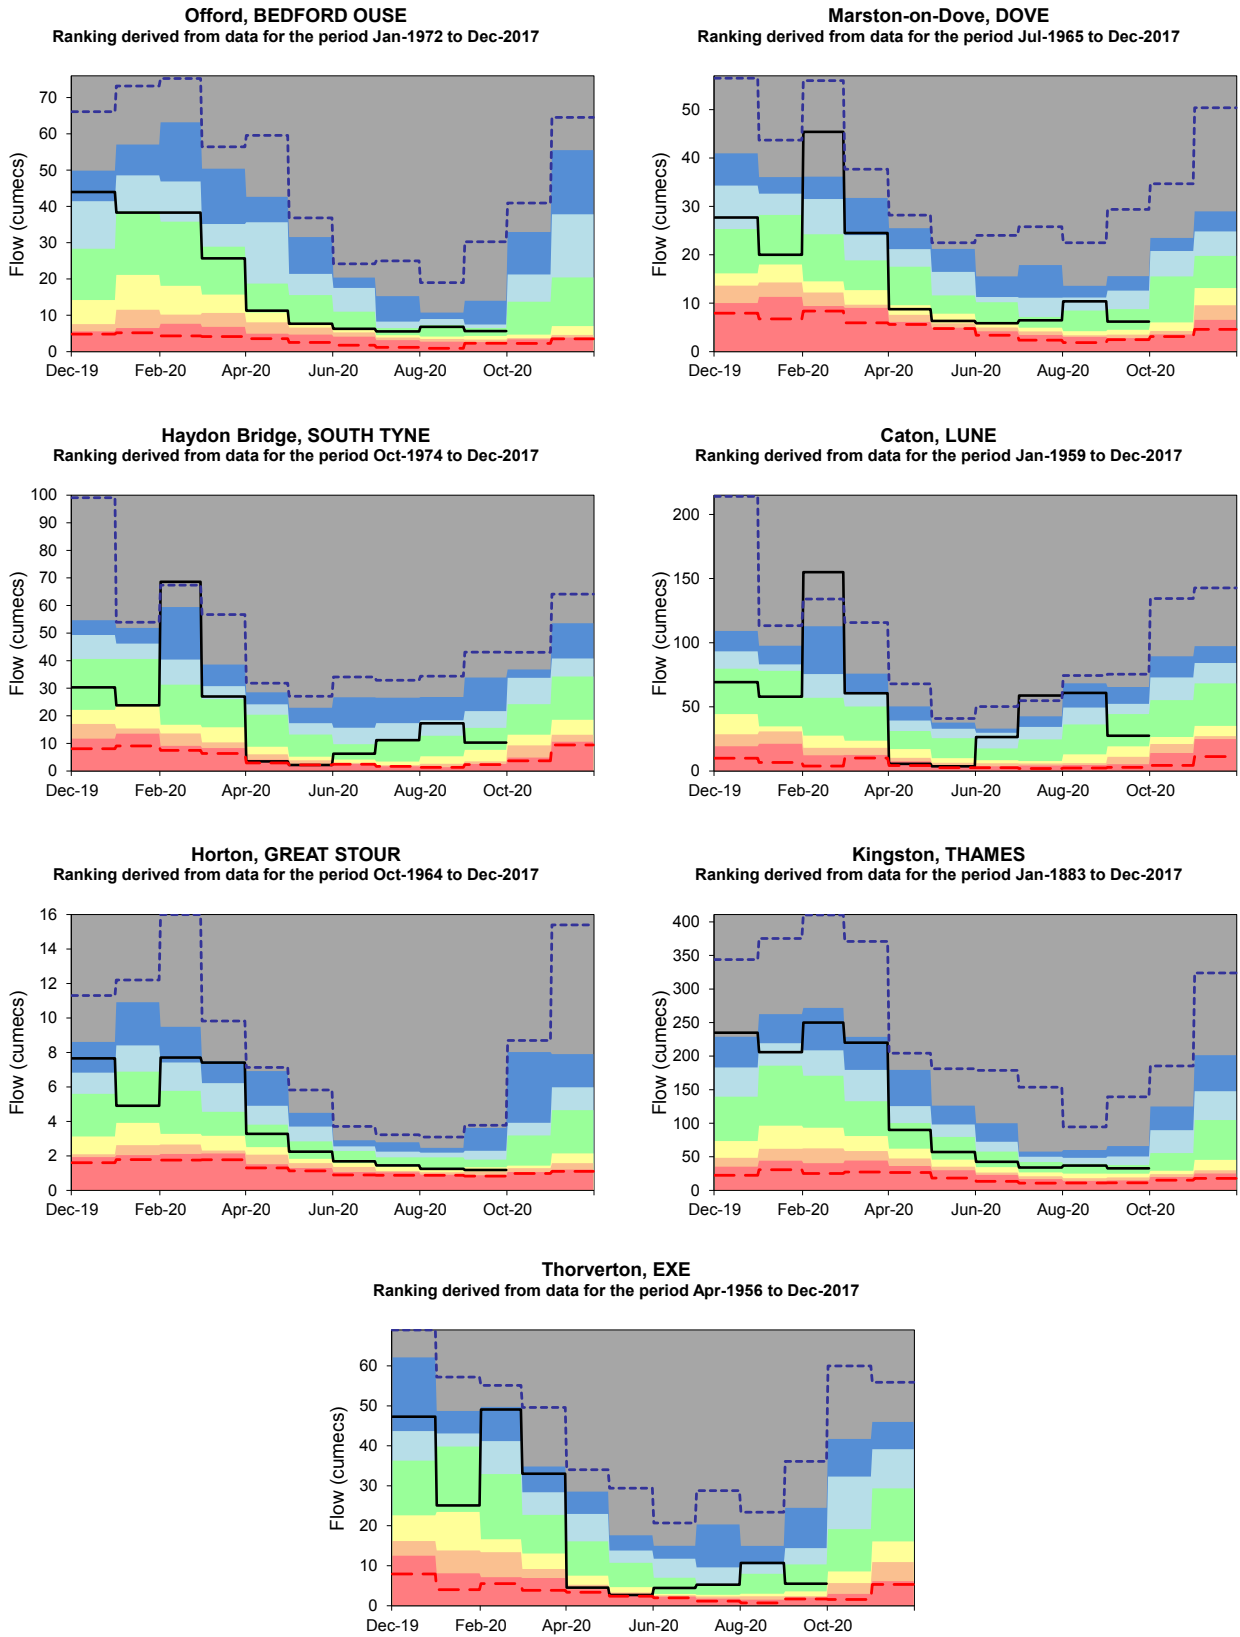 Offord, BEDFORD OUSE
Ranking derived from data for the period Jan-1972 to Dec-2017
Flow (cumecs)
70
60
50
40
30
20
10
0
Dec-19 Feb-20 Apr-20 Jun-20 Aug-20 Oct-20
Marston-on-Dove, DOVE
Ranking derived from data for the period Jul-1965 to Dec-2017
Flow (cumecs)
50
40
30
20
10
0
Dec-19 Feb-20 Apr-20 Jun-20 Aug-20 Oct-20
Haydon Bridge, SOUTH TYNE
Ranking derived from data for the period Oct-1974 to Dec-2017
Flow (cumecs)
100
90
80
70
60
50
40
30
20
10
0
Dec-19 Feb-20 Apr-20 Jun-20 Aug-20 Oct-20
Caton, LUNE
Ranking derived from data for the period Jan-1959 to Dec-2017
Flow (cumecs)
200
150
100
50
0
Dec-19 Feb-20 Apr-20 Jun-20 Aug-20 Oct-20
Horton, GREAT STOUR
Ranking derived from data for the period Oct-1964 to Dec-2017
Flow (cumecs)
16
14
12
10
8
6
4
2
0
Dec-19 Feb-20 Apr-20 Jun-20 Aug-20 Oct-20
Kingston, THAMES
Ranking derived from data for the period Jan-1883 to Dec-2017
Flow (cumecs)
400
350
300
250
200
150
100
50
0
Dec-19 Feb-20 Apr-20 Jun-20 Aug-20 Oct-20
Thorverton, EXE
Ranking derived from data for the period Apr-1956 to Dec-2017
Flow (cumecs)
60
50
40
30
20
10
0
Dec-19 Feb-20 Apr-20 Jun-20 Aug-20 Oct-20